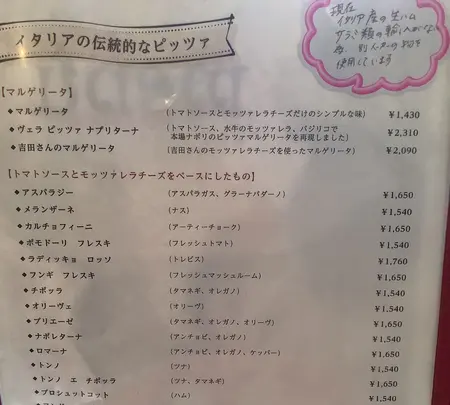 イタリアの伝統的なピッツァ
現在
イタリア産の生ハム
サラミ類の輸入がない
為、別メーカーの
使用しています
【マルゲリータ】
◆マルゲリータ (トマトソースとモッツァレラチーズだけのシンプルな味) ¥1,430
◆ヴェラ ピッツァ ナプリターナ (トマトソース、水牛のモッツァレラ、バジリコで
本場ナポリのピッツァマルゲリータを再現しました) ¥2,310
◆吉田さんのマルゲリータ (吉田さんのモッツァレラチーズを使ったマルゲリータ) ¥2,090
【トマトソースとモッツァレラチーズをベースにしたもの】
◆アスパラジー (アスパラガス、グラーナパダーノ) ¥1,650
◆メランザーネ (ナス) ¥1,540
◆カルチョフィーニ (アーティーチョーク) ¥1,650
◆ポモドーリ フレスキ (フレッシュトマト) ¥1,540
◆ラディッキョ ロッソ (トレビス) ¥1,760
◆フンギ フレスキ (フレッシュマッシュルーム) ¥1,650
◆チポッラ (タマネギ、オレガノ) ¥1,540
◆オリーヴェ (オリーヴ) ¥1,540
◆プリエーゼ (タマネギ、オレガノ、オリーヴ) ¥1,650
◆ナポレターナ (アンチョビ、オレガノ) ¥1,540
◆ロマーナ (アンチョビ、オレガノ、ケッパー) ¥1,650
◆トンノ (ツナ) ¥1,540
◆トンノ エ チポッラ (ツナ、タマネギ) ¥1,650
◆プロシュットコット (ハム) ¥1,540